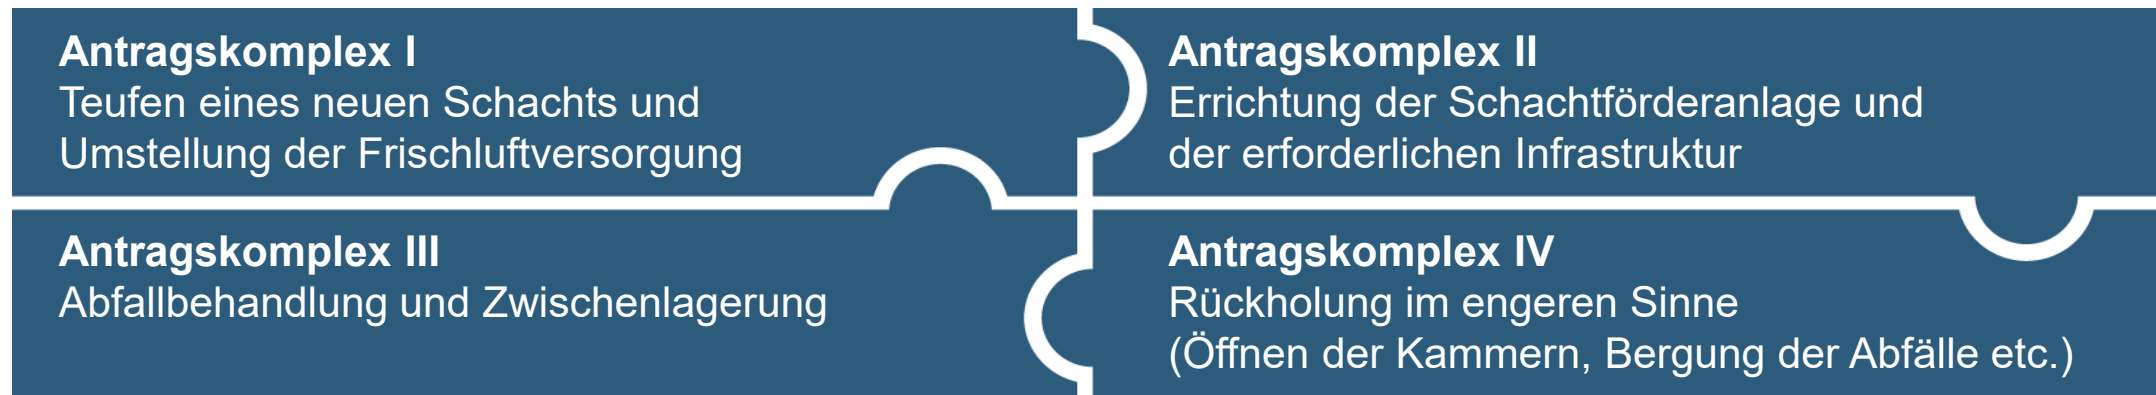 Antragskomplex I
Teufen eines neuen Schachts und
Umstellung der Frischluftversorgung
Antragskomplex II
Errichtung der Schachtförderanlage und
der erforderlichen Infrastruktur
Antragskomplex III
Abfallbehandlung und Zwischenlagerung
Antragskomplex IV
Rückholung im engeren Sinne
(Öffnen der Kammern, Bergung der Abfälle etc.)